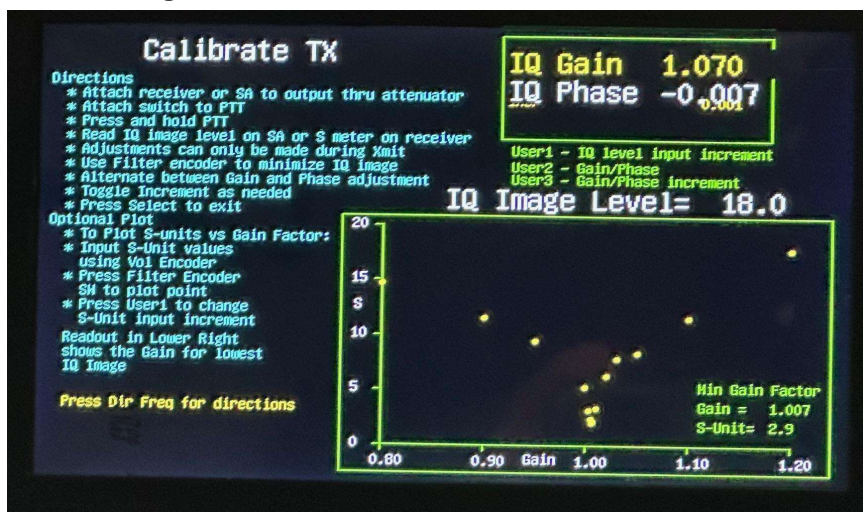 Calibrate TX
Directions
* Attach receiver or SA to output thru attenuator
* Attach switch to PTT
* Press and hold PTT
* Read IQ image level on SA or S meter on receiver
* Adjustments can only be made during Xmit
* Use Filter encoder to minimize IQ image
* Alternate between Gain and Phase adjustment
* Toggle Increment as needed
* Press Select to exit
Optional Plot
* To Plot S-units vs Gain Factor:
* Input S-Unit values
using Vol Encoder
* Press Filter Encoder
SW to plot point
* Press User1 to change
S-Unit input increment
Readout in Lower Right
shows the Gain for lowest
IQ Image
Press Dir Freq for directions
IQ Gain 1.070
IQ Phase -0.007
0.001
User1 - IQ level input increment
User2 - Gain/Phase
User3 - Gain/Phase increment
IQ Image Level= 18.0
20
15
S
10
5
0
0.80 0.90 Gain 1.00 1.10 1.20
Min Gain Factor
Gain = 1.007
S-Unit= 2.9